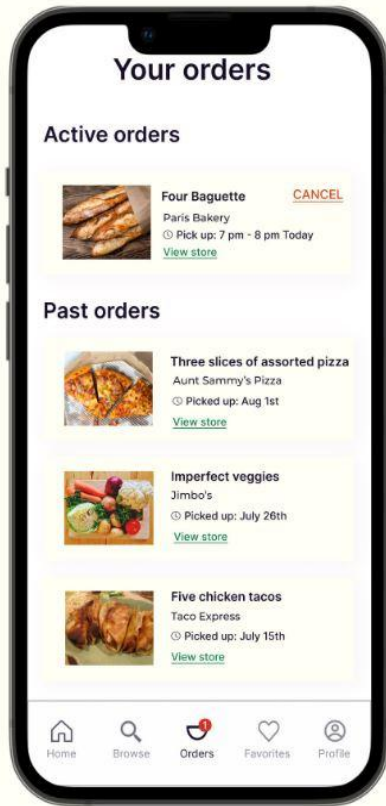 Your orders
Active orders
Four Baguette
CANCEL
Paris Bakery
Pick up: 7 pm - 8 pm Today
View store
Past orders
Three slices of assorted pizza
Aunt Sammy's Pizza
Picked up: Aug 1st
View store
Imperfect veggies
Jimbo's
Picked up: July 26th
View store
Five chicken tacos
Taco Express
Picked up: July 15th
View store
1
Home Browse Orders Favorites Profile